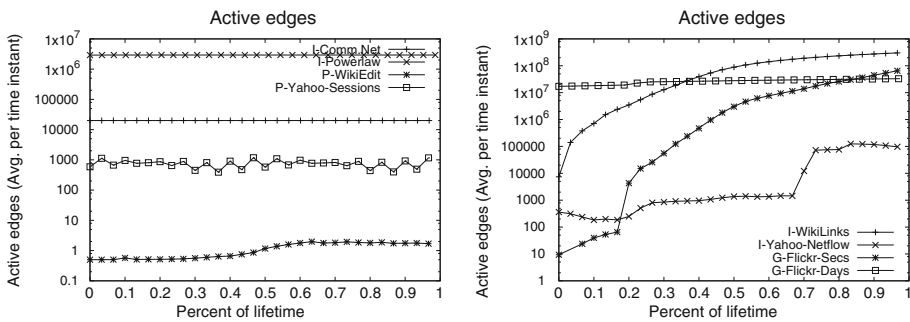 Active edges
Active edges (Avg. per time instant)
1x10^7
1x10^6
100000
10000
1000
100
10
1
0.1
I-Comm.Net
I-Powerlaw
P-WikiEdit
P-Yahoo-Sessions
0 0.1 0.2 0.3 0.4 0.5 0.6 0.7 0.8 0.9 1
Percent of lifetime
Active edges
Active edges (Avg. per time instant)
1x10^9
1x10^8
1x10^7
1x10^6
100000
10000
1000
100
10
1
I-WikiLinks
I-Yahoo-Netflow
G-Flickr-Secs
G-Flickr-Days
0 0.1 0.2 0.3 0.4 0.5 0.6 0.7 0.8 0.9 1
Percent of lifetime